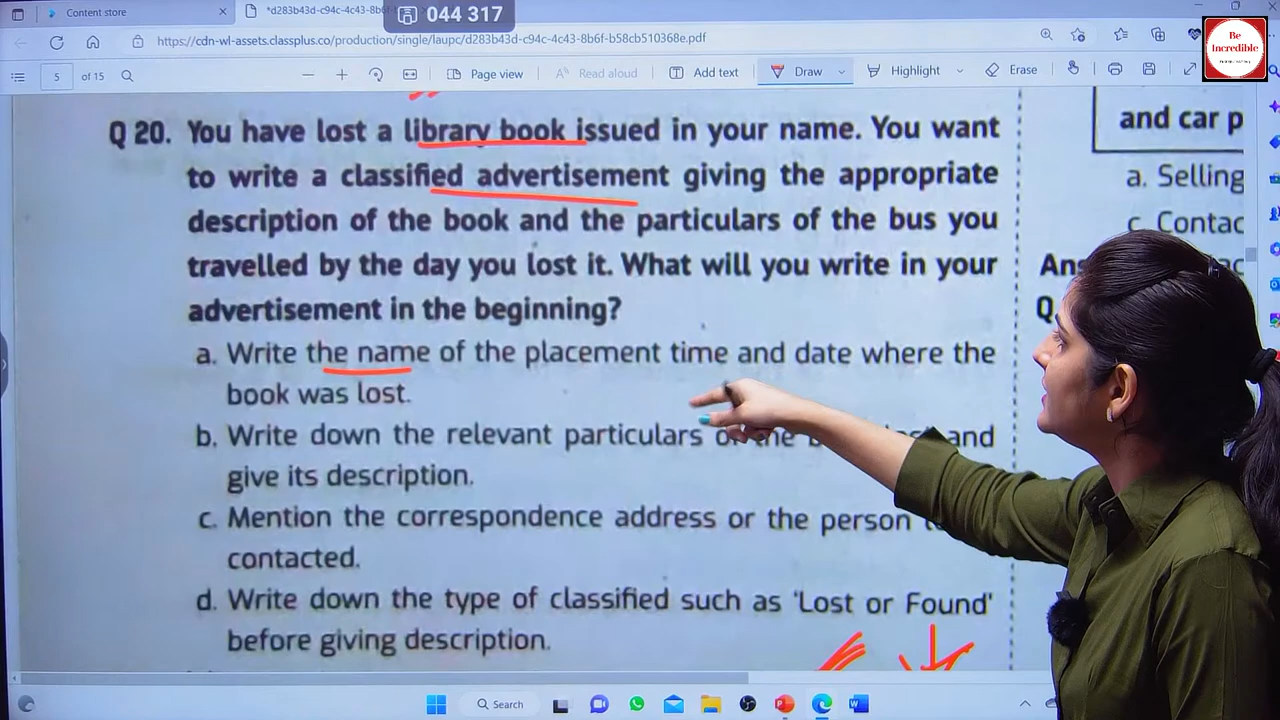 Content store
*d283b43d-c94c-4c43-8b6f
044 317
https://cdn-wl-assets.classplus.co/production/single/laupc/d283b43d-c94c-4c43-8b6f-b58cb510368e.pdf
Be
Incredible
5 of 15
Page view
Read aloud
Add text
Draw
Highlight
Erase
Q 20. You have lost a library book issued in your name. You want
to write a classified advertisement giving the appropriate
description of the book and the particulars of the bus you
travelled by the day you lost it. What will you write in your
advertisement in the beginning?
a. Write the name of the placement time and date where the
book was lost.
b. Write down the relevant particulars and
give its description.
c. Mention the correspondence address or the person
contacted.
d. Write down the type of classified such as 'Lost or Found'
before giving description.
and car p
a. Selling
c. Contac
An
Q
Search